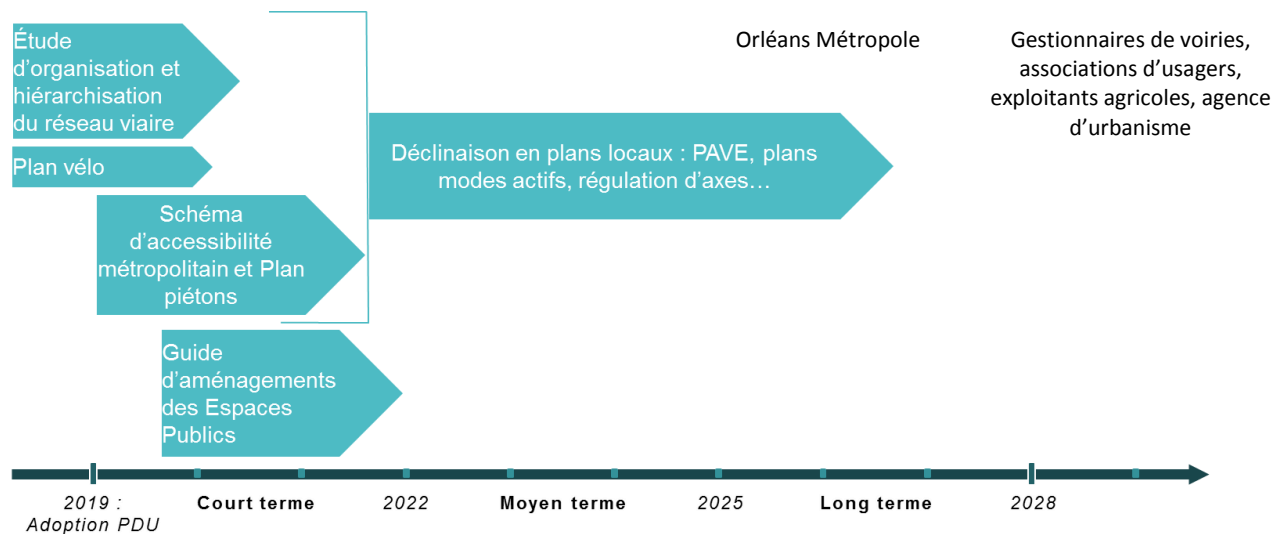 Étude
d’organisation et
hiérarchisation
du réseau viaire
Plan vélo
Schéma
d’accessibilité
métropolitain et Plan
piétons
Guide
d’aménagements
des Espaces
Publics
Déclinaison en plans locaux : PAVE, plans
modes actifs, régulation d’axes…
Orléans Métropole
Gestionnaires de voiries,
associations d’usagers,
exploitants agricoles, agence
d’urbanisme
2019 :
Adoption PDU
Court terme
2022
Moyen terme
2025
Long terme
2028